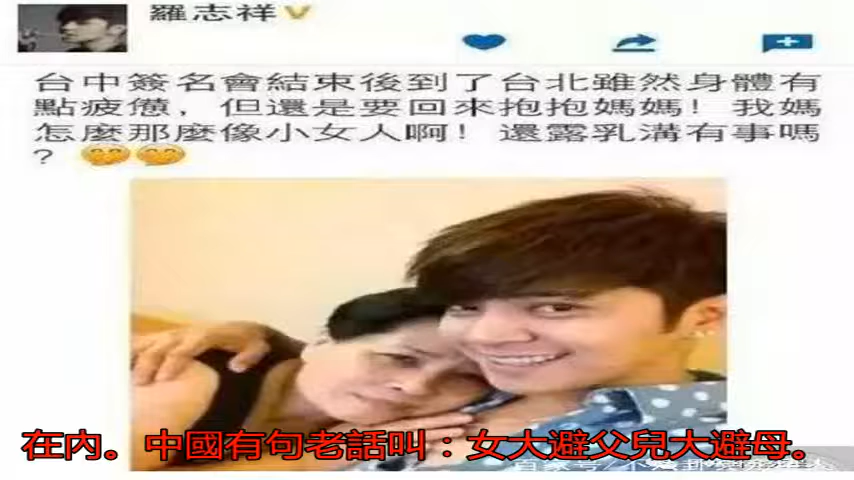 羅志祥
台中簽名會結束後到了台北雖然身體有
點疲憊，但還是要回來抱抱媽媽！我媽
怎麼那麼像小女人啊！還露乳溝有事嗎
？
在內。中國有句老話叫：女大避父兒大避母。
百家号/